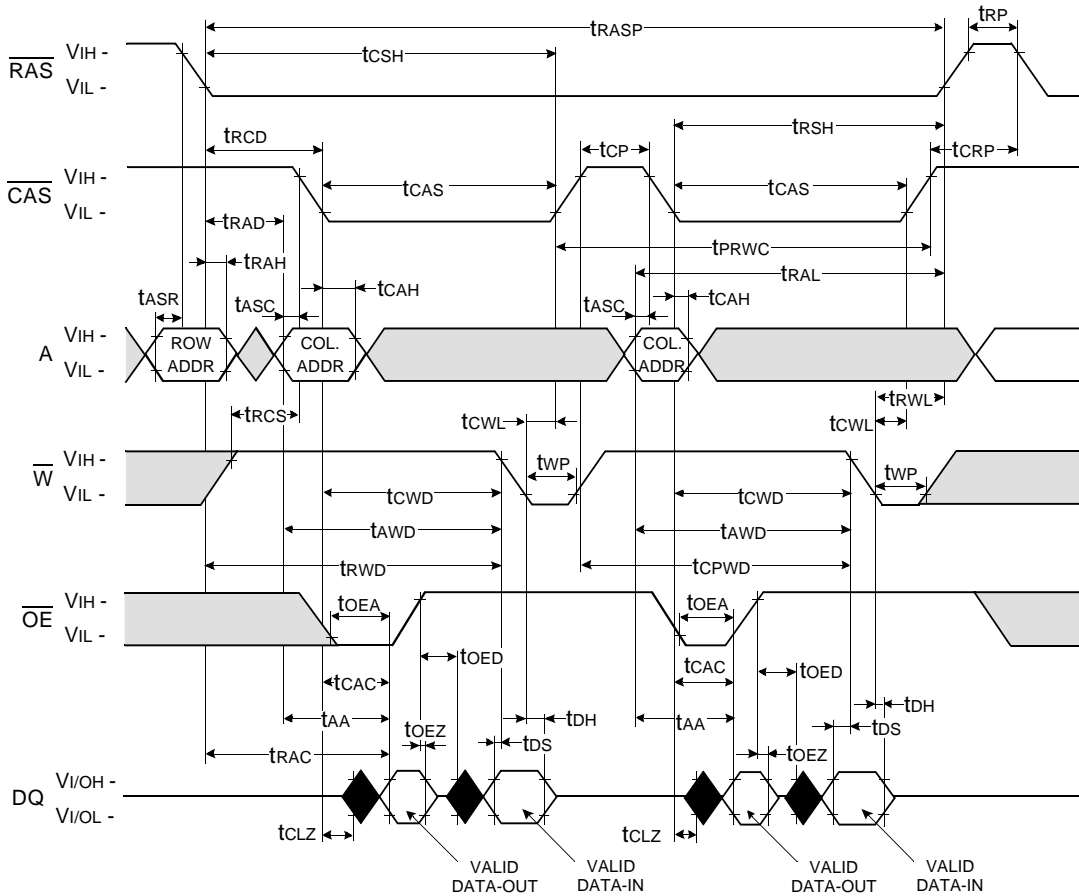 tRASP
tRP
tCSH
RAS
VIH -
VIL -
tRSH
tRCD
tCP
tCRP
CAS
VIH -
VIL -
tCAS
tCAS
tRAD
tPRWC
tRAH
tRAL
tASR
tASC
tCAH
tASC
tCAH
A
VIH -
VIL -
ROW
ADDR
COL.
ADDR
COL.
ADDR
tRCS
tCWL
tRWL
tCWL
W
VIH -
VIL -
tWP
tWP
tCWD
tCWD
tAWD
tAWD
tRWD
tCPWD
OE
VIH -
VIL -
tOEA
tOEA
tOED
tOED
tCAC
tCAC
tAA
tDH
tAA
tDH
tOEZ
tDS
tOEZ
tDS
tRAC
DQ
VI/OH -
VI/OL -
tCLZ
tCLZ
VALID
DATA-OUT
VALID
DATA-IN
VALID
DATA-OUT
VALID
DATA-IN